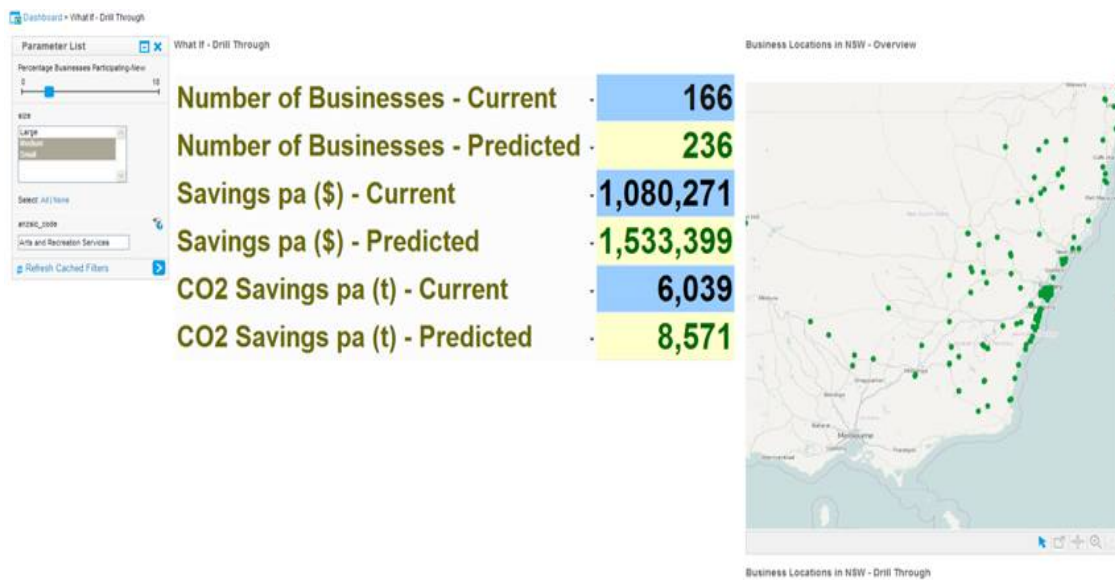 Dashboard > What If - Drill Through
Parameter List
Percentage Businesses Participating-New
0 18
size
Large
Medium
Small
Select All | None
anzsic_code
Arts and Recreation Services
Refresh Cached Filters
What If - Drill Through
Number of Businesses - Current - 166
Number of Businesses - Predicted - 236
Savings pa ($) - Current - 1,080,271
Savings pa ($) - Predicted - 1,533,399
CO2 Savings pa (t) - Current - 6,039
CO2 Savings pa (t) - Predicted - 8,571
Business Locations in NSW - Overview
Melbourne
Business Locations in NSW - Drill Through